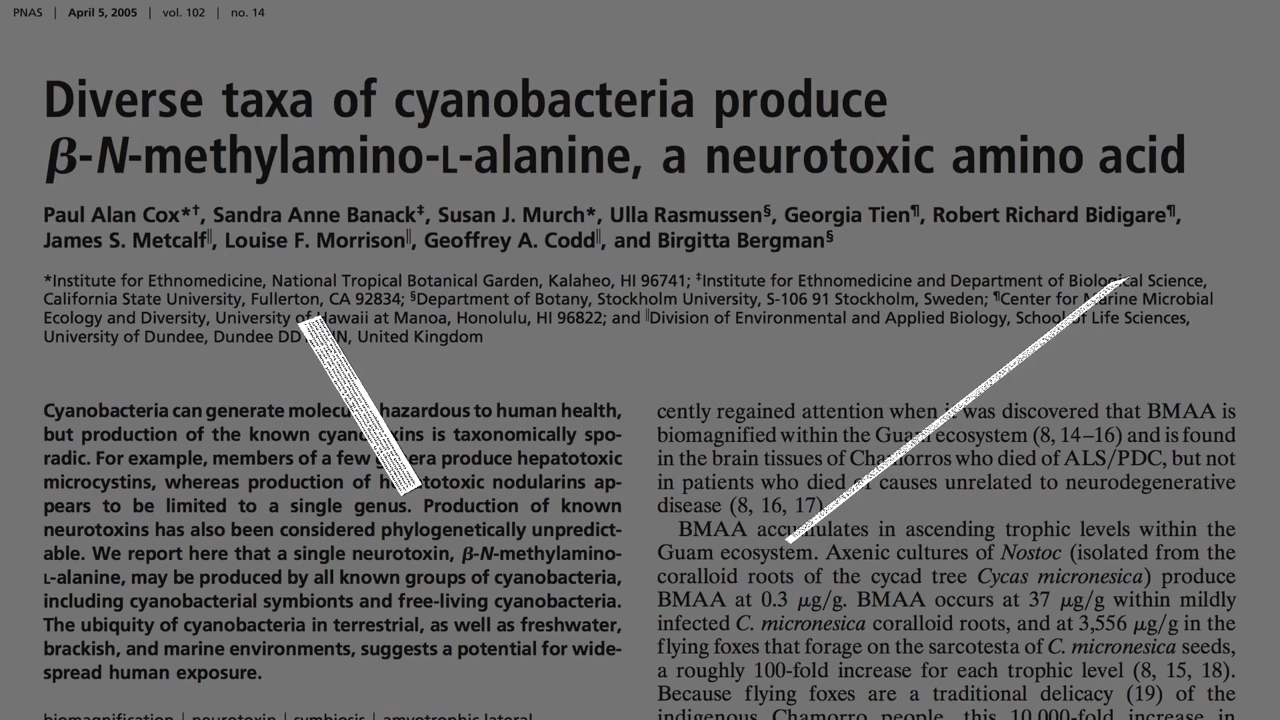 PNAS | April 5, 2005 | vol. 102 | no. 14
Diverse taxa of cyanobacteria produce
β-N-methylamino-L-alanine, a neurotoxic amino acid
Paul Alan Cox*†, Sandra Anne Banack‡, Susan J. Murch*, Ulla Rasmussen§, Georgia Tien¶, Robert Richard Bidigare¶,
James S. Metcalf‖, Louise F. Morrison‖, Geoffrey A. Codd‖, and Birgitta Bergman§
*Institute for Ethnomedicine, National Tropical Botanical Garden, Kalaheo, HI 96741; ‡Institute for Ethnomedicine and Department of Biological Science,
California State University, Fullerton, CA 92834; §Department of Botany, Stockholm University, S-106 91 Stockholm, Sweden; ¶Center for Marine Microbial
Ecology and Diversity, University of Hawaii at Manoa, Honolulu, HI 96822; and ‖Division of Environmental and Applied Biology, School of Life Sciences,
University of Dundee, Dundee United Kingdom
Cyanobacteria can generate molecules hazardous to human health,
but production of the known cyanotoxins is taxonomically spo-
radic. For example, members of a few genera produce hepatotoxic
microcystins, whereas production of hepatotoxic nodularins ap-
pears to be limited to a single genus. Production of known
neurotoxins has also been considered phylogenetically unpredict-
able. We report here that a single neurotoxin, β-N-methylamino-
L-alanine, may be produced by all known groups of cyanobacteria,
including cyanobacterial symbionts and free-living cyanobacteria.
The ubiquity of cyanobacteria in terrestrial, as well as freshwater,
brackish, and marine environments, suggests a potential for wide-
spread human exposure.
biomagnification | neurotoxin | symbiosis | amyotrophic lateral
cently regained attention when it was discovered that BMAA is
biomagnified within the Guam ecosystem (8, 14–16) and is found
in the brain tissues of Chamorros who died of ALS/PDC, but not
in patients who died of causes unrelated to neurodegenerative
disease (8, 16, 17).
BMAA accumulates in ascending trophic levels within the
Guam ecosystem. Axenic cultures of Nostoc (isolated from the
coralloid roots of the cycad tree Cycas micronesica) produce
BMAA at 0.3 μg/g. BMAA occurs at 37 μg/g within mildly
infected C. micronesica coralloid roots, and at 3,556 μg/g in the
flying foxes that forage on the sarcotesta of C. micronesica seeds,
a roughly 100-fold increase for each trophic level (8, 15, 18).
Because flying foxes are a traditional delicacy (19) of the
indigenous Chamorro people, this 10,000-fold increase in